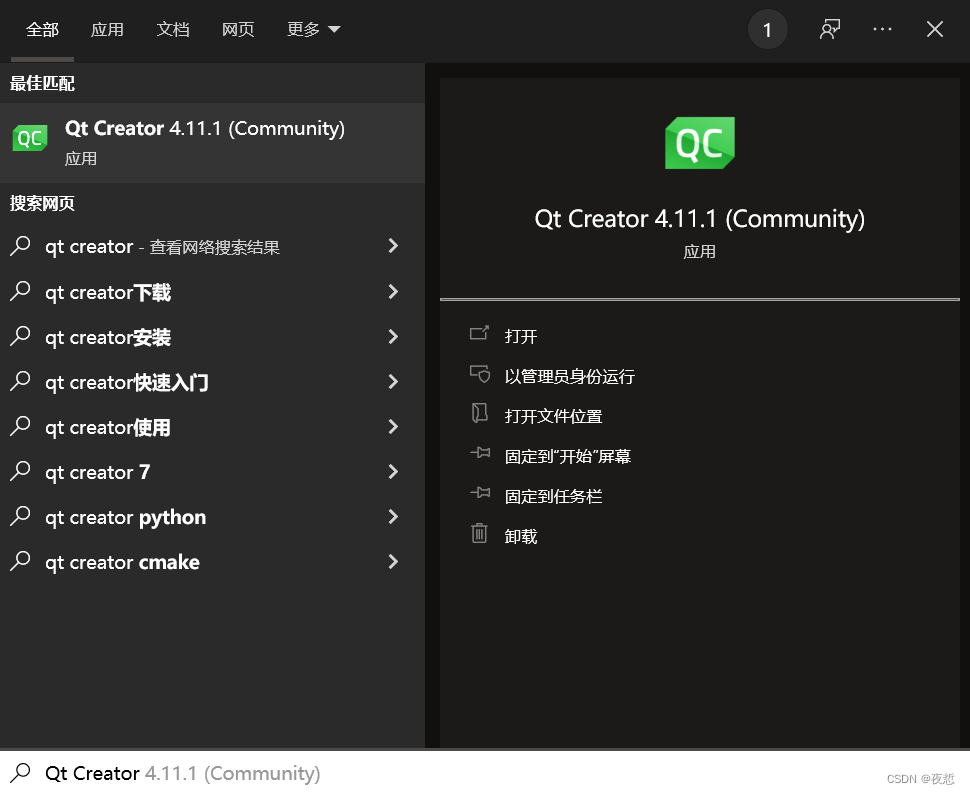 全部 应用 文档 网页 更多 1
最佳匹配
QC
Qt Creator 4.11.1 (Community)
应用
搜索网页
qt creator - 查看网络搜索结果
qt creator下载
qt creator安装
qt creator快速入门
qt creator使用
qt creator 7
qt creator python
qt creator cmake
QC
Qt Creator 4.11.1 (Community)
应用
打开
以管理员身份运行
打开文件位置
固定到“开始”屏幕
固定到任务栏
卸载
Qt Creator 4.11.1 (Community)
CSDN @夜悊